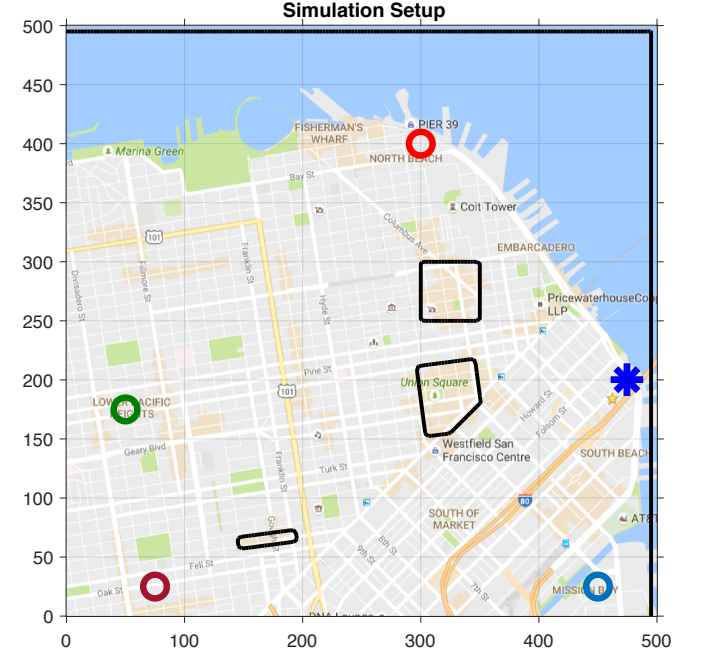 Simulation Setup
500
450
400
350
300
250
200
150
100
50
0
0
100
200
300
400
500
PIER 39
FISHERMAN'S
WHARF
NORTH BEACH
Marina Green
Bay St
Coit Tower
Columbus Ave
101
EMBARCADERO
Franklin St
Fillmore St
Divisadero St
Hyde St
PricewaterhouseCoo
LLP
Pine St
Union Square
101
LOWER PACIFIC
HEIGHTS
Howard St
Folsom St
Geary Blvd
Westfield San
Francisco Centre
SOUTH BEACH
Turk St
Franklin St
80
SOUTH OF
MARKET
AT&T
Gough St
8th St
9th St
Fell St
7th St
Oak St
MISSION BAY